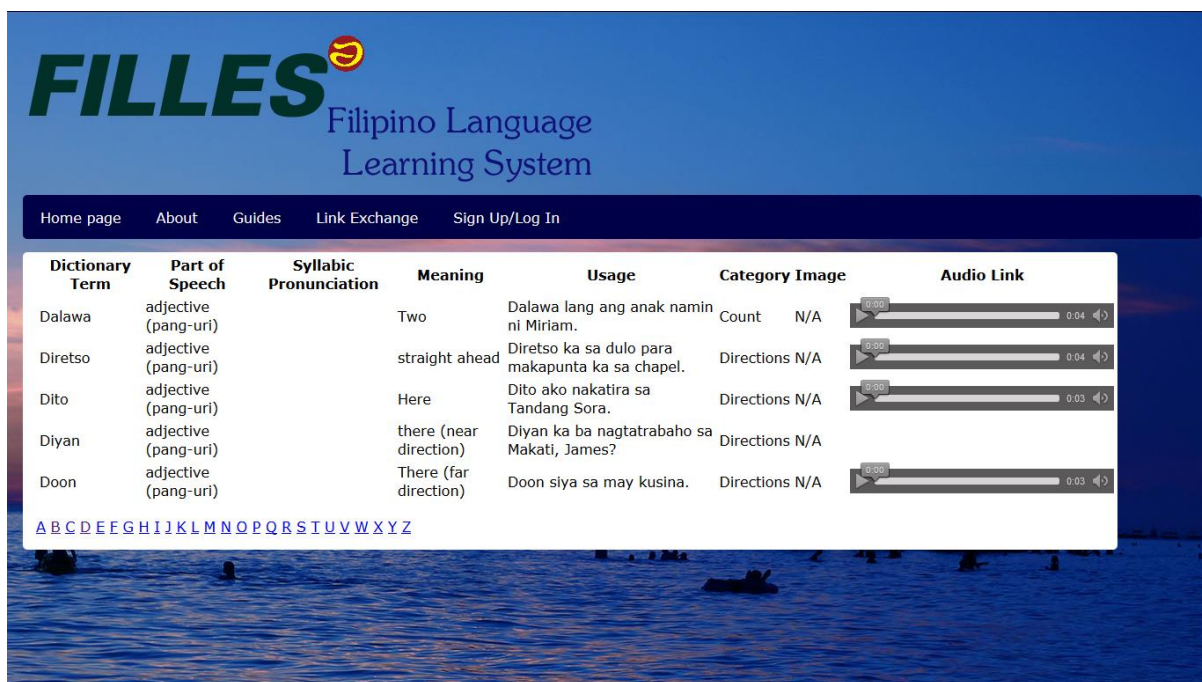 FILLES
Filipino Language
Learning System
Home page About Guides Link Exchange Sign Up/Log In
Dictionary Term Part of Speech Syllabic Pronunciation Meaning Usage Category Image Audio Link
Dalawa adjective (pang-uri) Two Dalawa lang ang anak namin ni Miriam. Count N/A 0:00 0:04
Diretso adjective (pang-uri) straight ahead Diretso ka sa dulo para makapunta ka sa chapel. Directions N/A 0:00 0:04
Dito adjective (pang-uri) Here Dito ako nakatira sa Tandang Sora. Directions N/A 0:00 0:03
Diyan adjective (pang-uri) there (near direction) Diyan ka ba nagtatrabaho sa Makati, James? Directions N/A
Doon adjective (pang-uri) There (far direction) Doon siya sa may kusina. Directions N/A 0:00 0:03
A B C D E F G H I J K L M N O P Q R S T U V W X Y Z